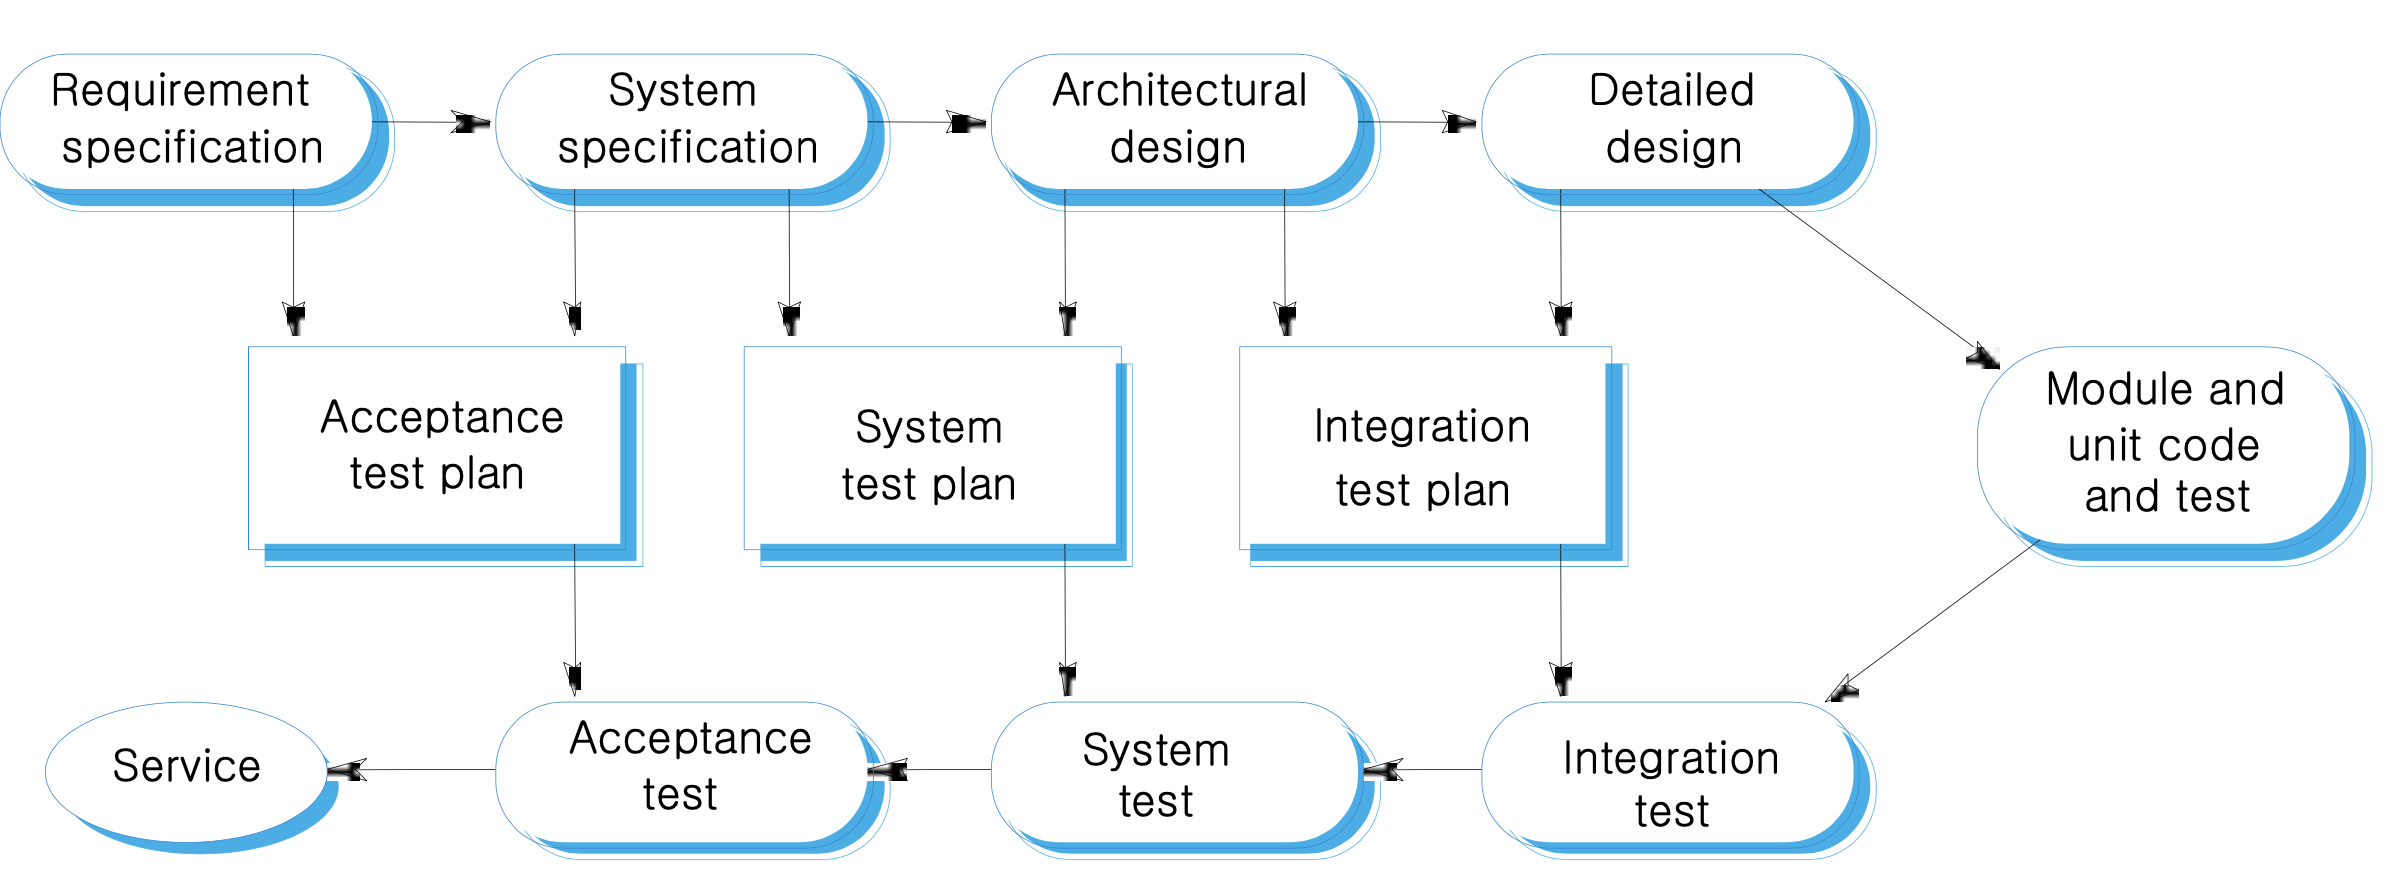 Requirement
specification
System
specification
Architectural
design
Detailed
design
Acceptance
test plan
System
test plan
Integration
test plan
Module and
unit code
and test
Service
Acceptance
test
System
test
Integration
test